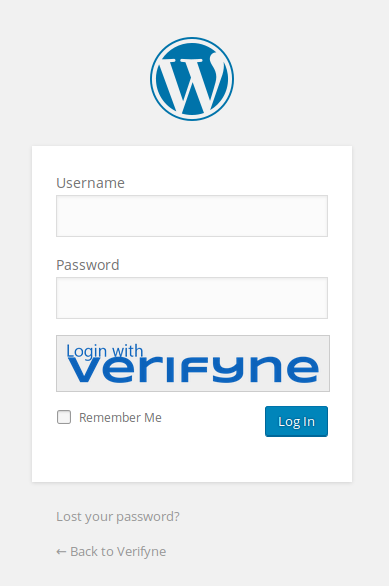 W
Username
Password
Login with
verifyne
Remember Me
Log In
Lost your password?
← Back to Verifyne